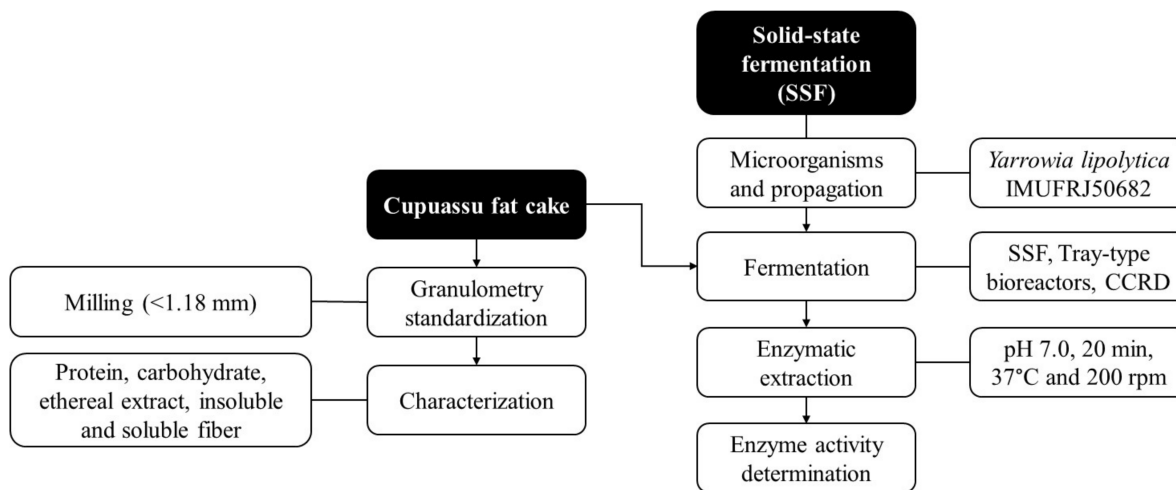 Solid-state
fermentation
(SSF)
Microorganisms
and propagation
Yarrowia lipolytica
IMUFRJ50682
Cupuassu fat cake
Fermentation
SSF, Tray-type
bioreactors, CCRD
Milling (<1.18 mm)
Granulometry
standardization
Enzymatic
extraction
pH 7.0, 20 min,
37°C and 200 rpm
Protein, carbohydrate,
ethereal extract, insoluble
and soluble fiber
Characterization
Enzyme activity
determination